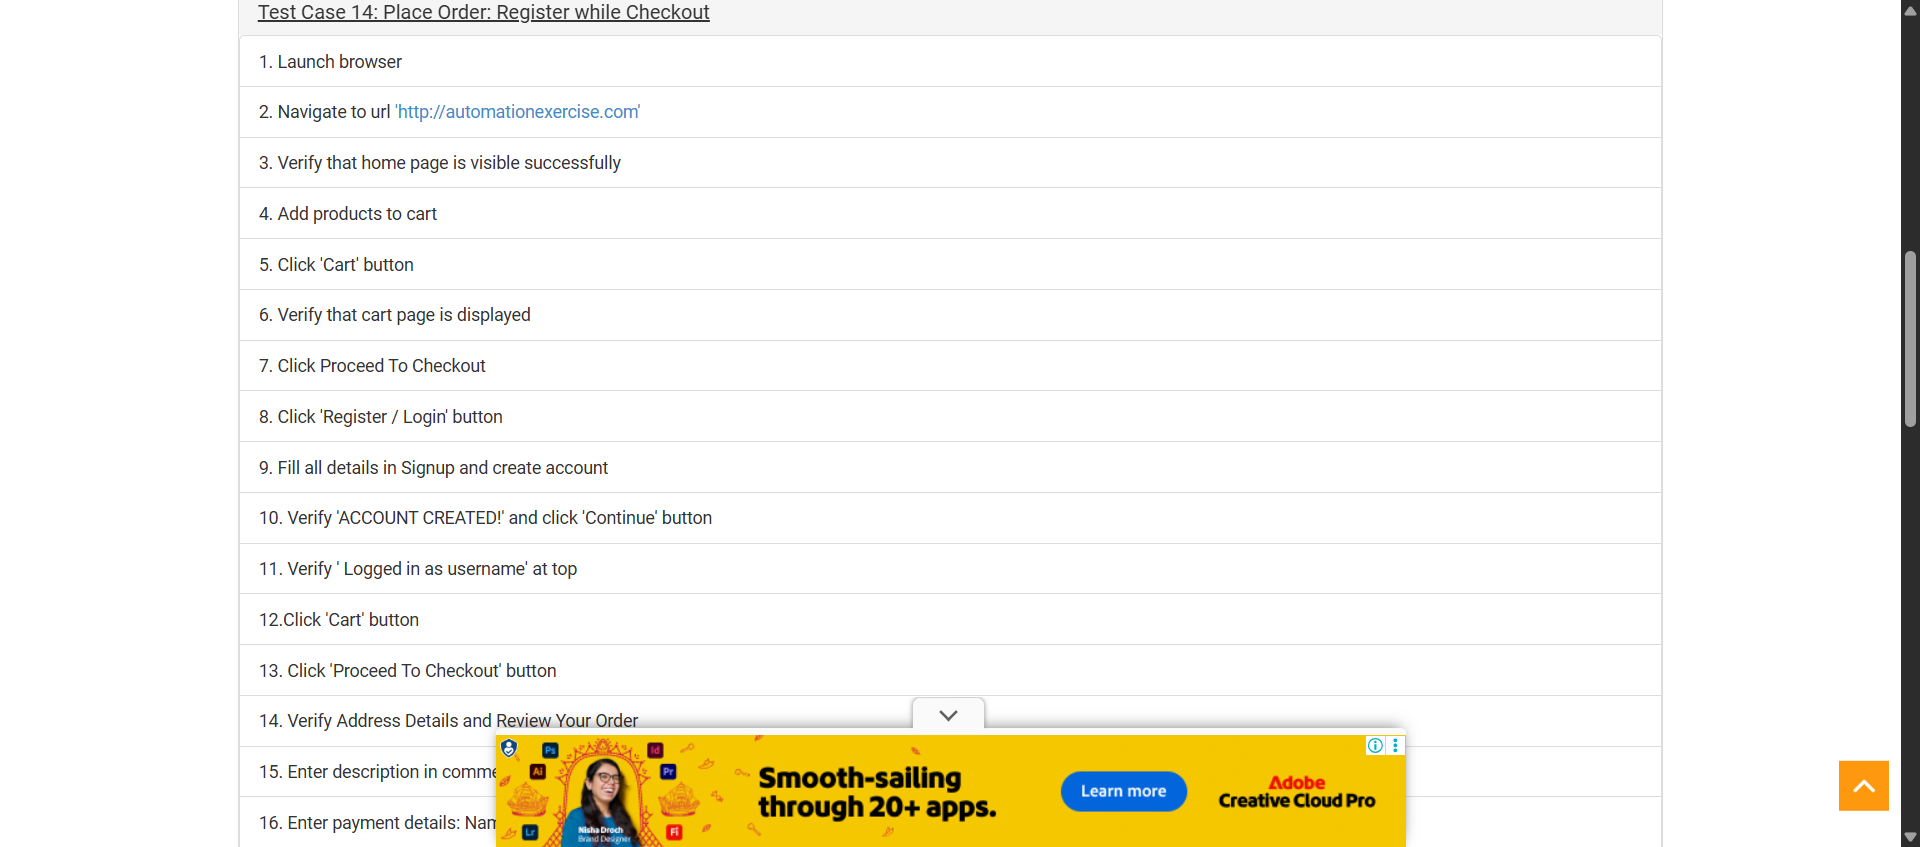 Test Case 14: Place Order: Register while Checkout
1. Launch browser
2. Navigate to url 'http://automationexercise.com'
3. Verify that home page is visible successfully
4. Add products to cart
5. Click 'Cart' button
6. Verify that cart page is displayed
7. Click Proceed To Checkout
8. Click 'Register / Login' button
9. Fill all details in Signup and create account
10. Verify 'ACCOUNT CREATED!' and click 'Continue' button
11. Verify ' Logged in as username' at top
12.Click 'Cart' button
13. Click 'Proceed To Checkout' button
14. Verify Address Details and Review Your Order
15. Enter description in comme
16. Enter payment details: Nam
Ps
Id
Ai
Pr
Lr
Fi
Nisha Droch
Brand Designer
Smooth-sailing
through 20+ apps.
Learn more
Adobe
Creative Cloud Pro